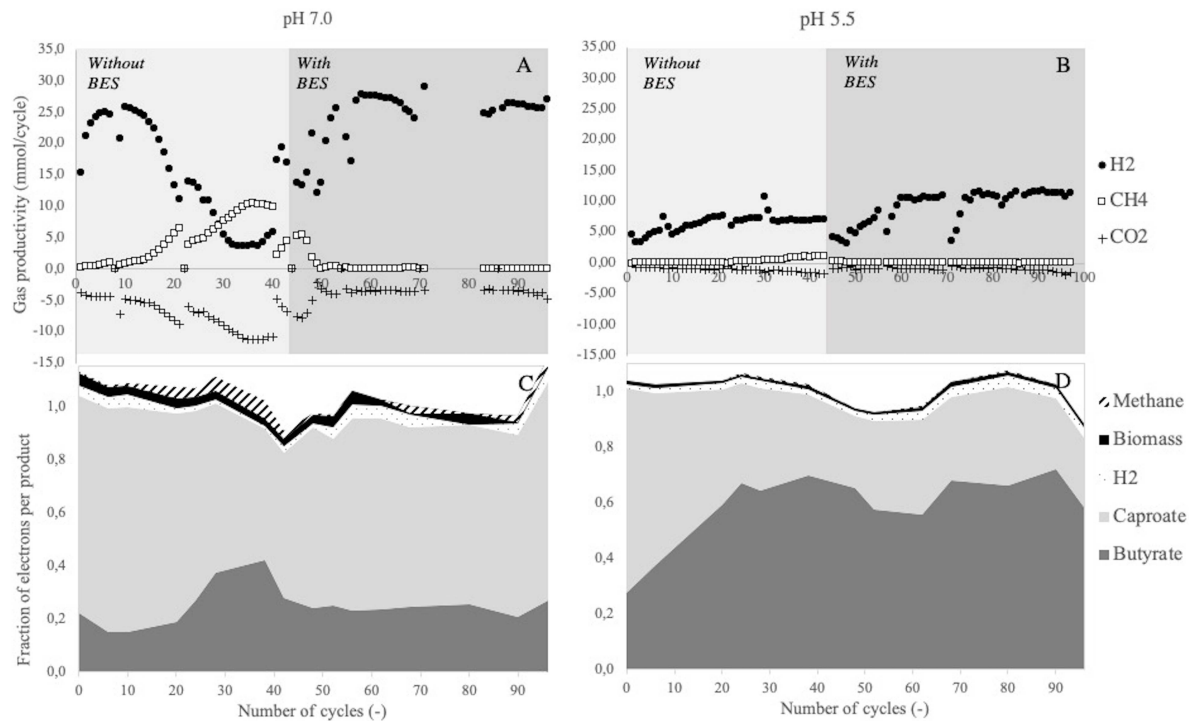 pH 7.0
pH 5.5
35,0
30,0
25,0
20,0
15,0
10,0
5,0
0,0
-5,0
-10,0
-15,0
Gas productivity (mmol/cycle)
Without
BES
With
BES
A
0 10 20 30 40 50 60 70 80 90
35,00
30,00
25,00
20,00
15,00
10,00
5,00
0,00
-5,00
-10,00
-15,00
Without
BES
With
BES
B
0 10 20 30 40 50 60 70 80 90 100
H2
CH4
CO2
1,0
0,8
0,6
0,4
0,2
0,0
Fraction of electrons per product
C
0 10 20 30 40 50 60 70 80 90
Number of cycles (-)
1,0
0,8
0,6
0,4
0,2
0,0
D
0 10 20 30 40 50 60 70 80 90
Number of cycles (-)
Methane
Biomass
H2
Caproate
Butyrate